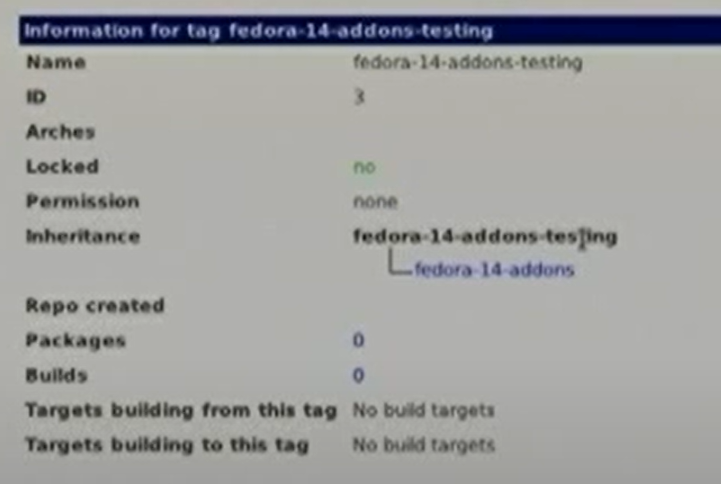 Information for tag fedora-14-addons-testing
Name fedora-14-addons-testing
ID 3
Arches
Locked no
Permission none
Inheritance fedora-14-addons-testing
fedora-14-addons
Repo created
Packages 0
Builds 0
Targets building from this tag No build targets
Targets building to this tag No build targets